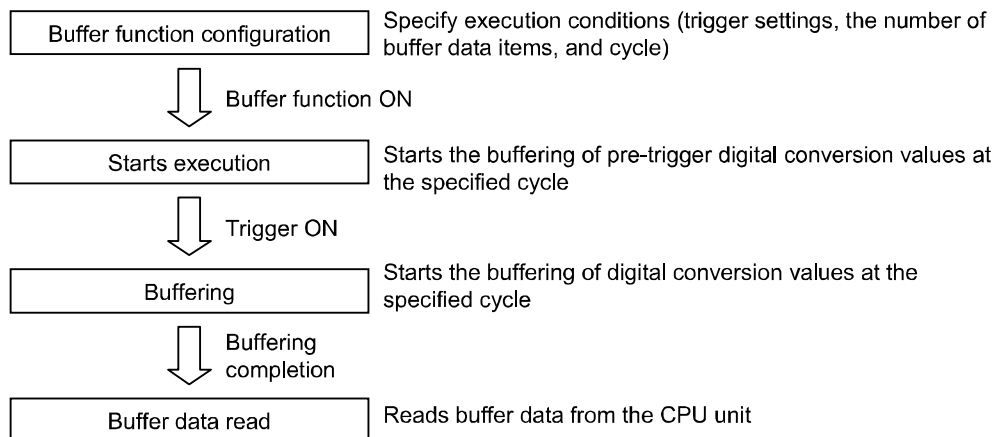 Buffer function configuration
Specify execution conditions (trigger settings, the number of
buffer data items, and cycle)
Buffer function ON
Starts execution
Starts the buffering of pre-trigger digital conversion values at
the specified cycle
Trigger ON
Buffering
Starts the buffering of digital conversion values at the
specified cycle
Buffering
completion
Buffer data read
Reads buffer data from the CPU unit